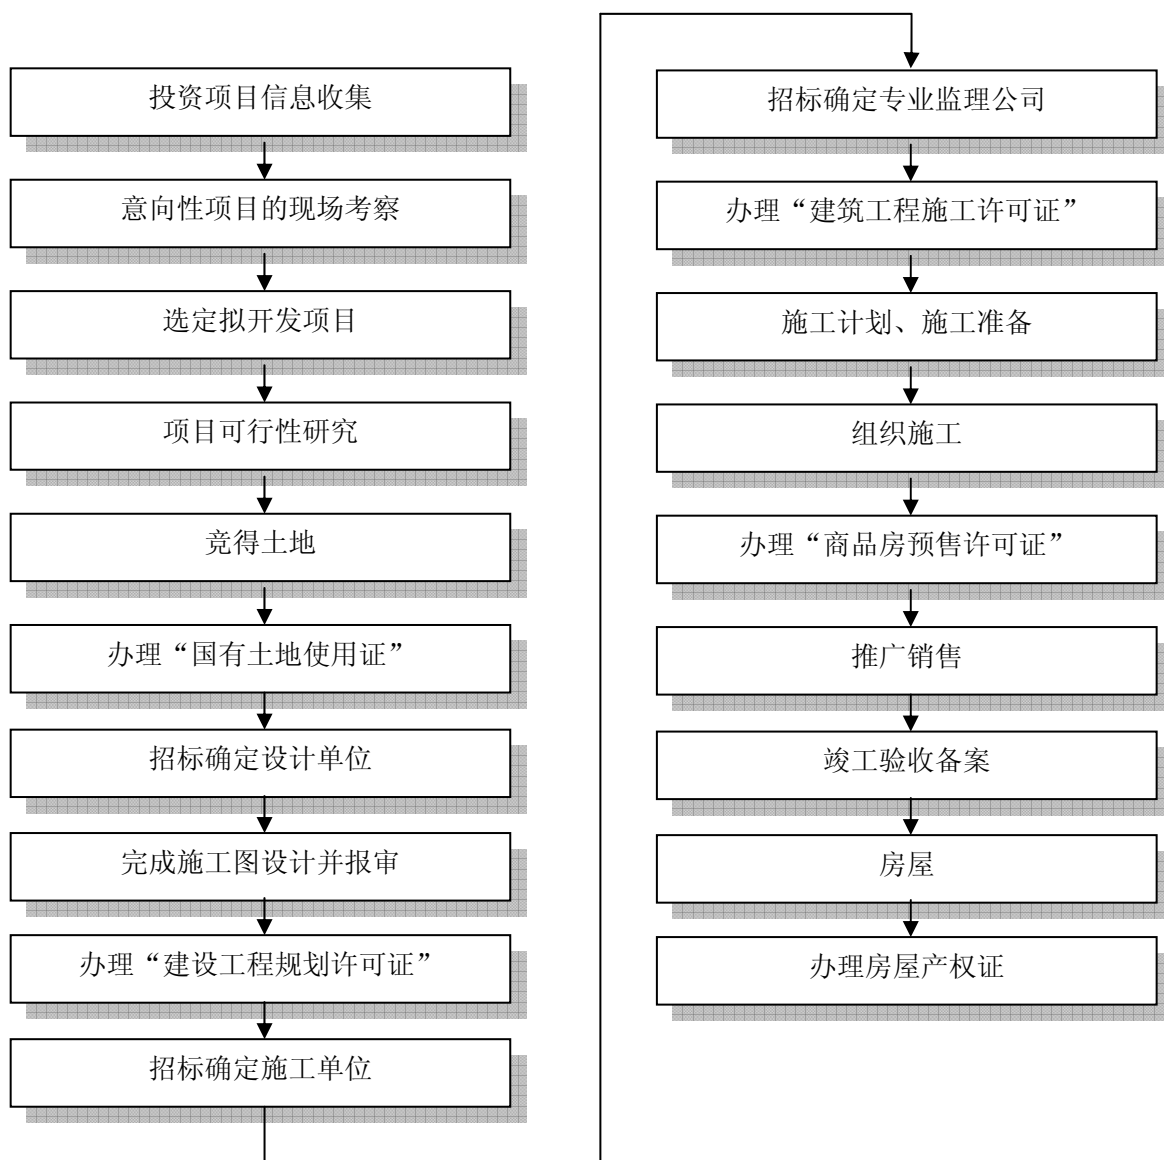 投资项目信息收集
意向性项目的现场考察
选定拟开发项目
项目可行性研究
竞得土地
办理“国有土地使用证”
招标确定设计单位
完成施工图设计并报审
办理“建设工程规划许可证”
招标确定施工单位
招标确定专业监理公司
办理“建筑工程施工许可证”
施工计划、施工准备
组织施工
办理“商品房预售许可证”
推广销售
竣工验收备案
房屋
办理房屋产权证